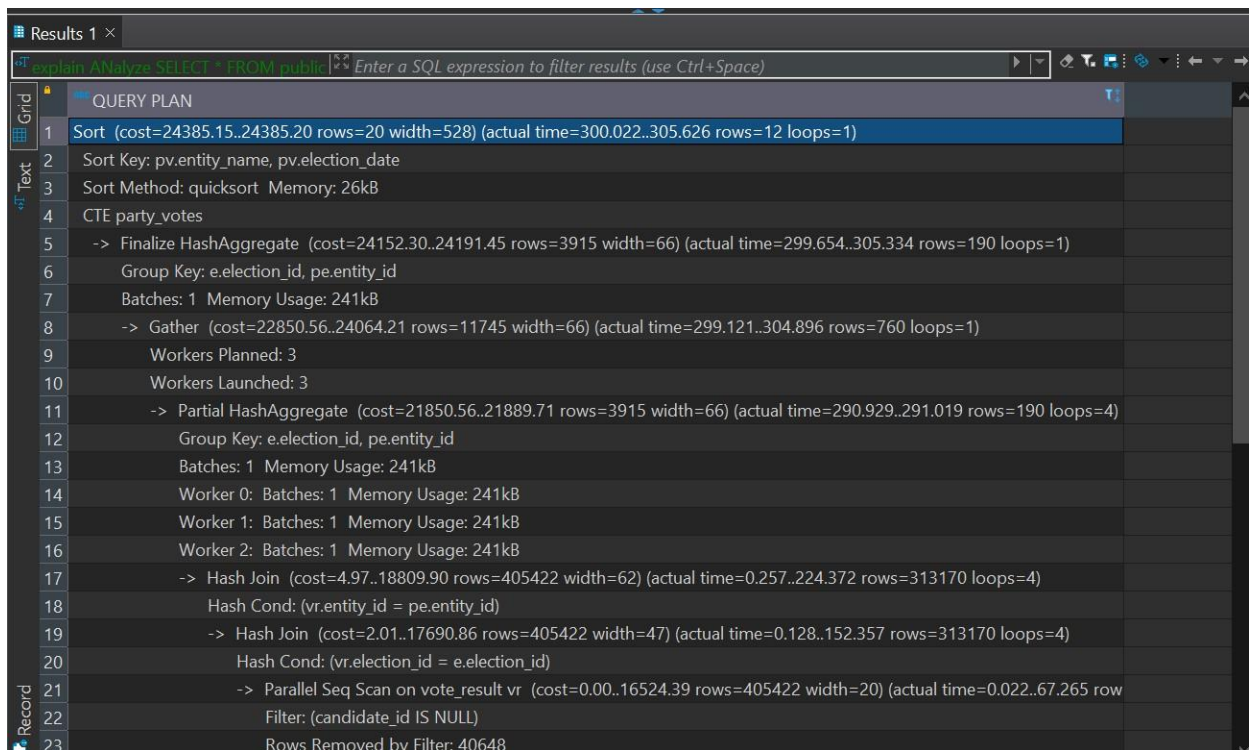 Results 1 ×
explain ANalyze SELECT * FROM public Enter a SQL expression to filter results (use Ctrl+Space)
Grid
Text
Record
QUERY PLAN
1 Sort (cost=24385.15..24385.20 rows=20 width=528) (actual time=300.022..305.626 rows=12 loops=1)
2 Sort Key: pv.entity_name, pv.election_date
3 Sort Method: quicksort Memory: 26kB
4 CTE party_votes
5 -> Finalize HashAggregate (cost=24152.30..24191.45 rows=3915 width=66) (actual time=299.654..305.334 rows=190 loops=1)
6 Group Key: e.election_id, pe.entity_id
7 Batches: 1 Memory Usage: 241kB
8 -> Gather (cost=22850.56..24064.21 rows=11745 width=66) (actual time=299.121..304.896 rows=760 loops=1)
9 Workers Planned: 3
10 Workers Launched: 3
11 -> Partial HashAggregate (cost=21850.56..21889.71 rows=3915 width=66) (actual time=290.929..291.019 rows=190 loops=4)
12 Group Key: e.election_id, pe.entity_id
13 Batches: 1 Memory Usage: 241kB
14 Worker 0: Batches: 1 Memory Usage: 241kB
15 Worker 1: Batches: 1 Memory Usage: 241kB
16 Worker 2: Batches: 1 Memory Usage: 241kB
17 -> Hash Join (cost=4.97..18809.90 rows=405422 width=62) (actual time=0.257..224.372 rows=313170 loops=4)
18 Hash Cond: (vr.entity_id = pe.entity_id)
19 -> Hash Join (cost=2.01..17690.86 rows=405422 width=47) (actual time=0.128..152.357 rows=313170 loops=4)
20 Hash Cond: (vr.election_id = e.election_id)
21 -> Parallel Seq Scan on vote_result vr (cost=0.00..16524.39 rows=405422 width=20) (actual time=0.022..67.265 row
22 Filter: (candidate_id IS NULL)
23 Rows Removed by Filter: 40648